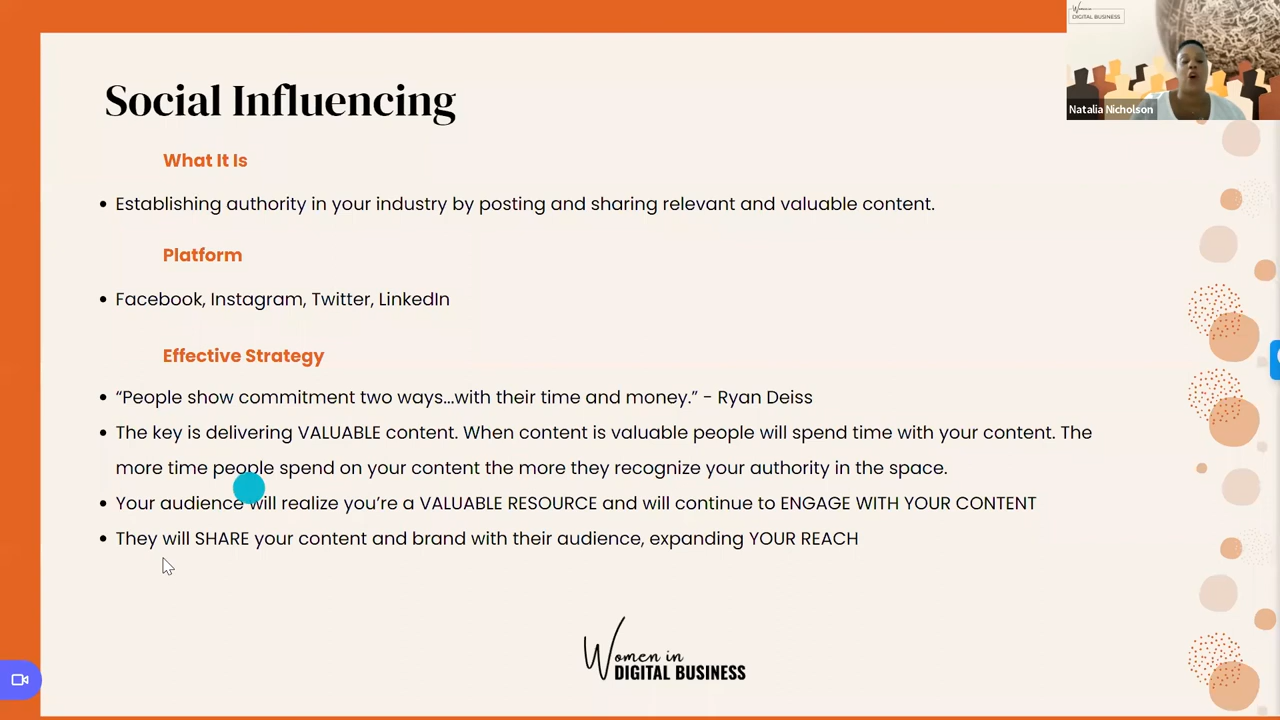 Women in
DIGITAL BUSINESS
Natalia Nicholson
Social Influencing
What It Is
• Establishing authority in your industry by posting and sharing relevant and valuable content.
Platform
• Facebook, Instagram, Twitter, LinkedIn
Effective Strategy
• “People show commitment two ways...with their time and money.” - Ryan Deiss
• The key is delivering VALUABLE content. When content is valuable people will spend time with your content. The
more time people spend on your content the more they recognize your authority in the space.
• Your audience will realize you’re a VALUABLE RESOURCE and will continue to ENGAGE WITH YOUR CONTENT
• They will SHARE your content and brand with their audience, expanding YOUR REACH
Women in
DIGITAL BUSINESS